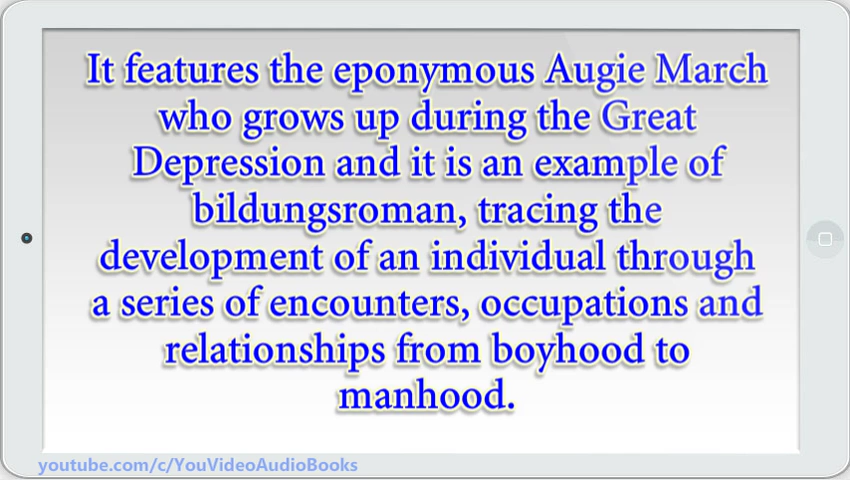 It features the eponymous Augie March
who grows up during the Great
Depression and it is an example of
bildungsroman, tracing the
development of an individual through
a series of encounters, occupations and
relationships from boyhood to
manhood.
youtube.com/c/YouVideoAudioBooks